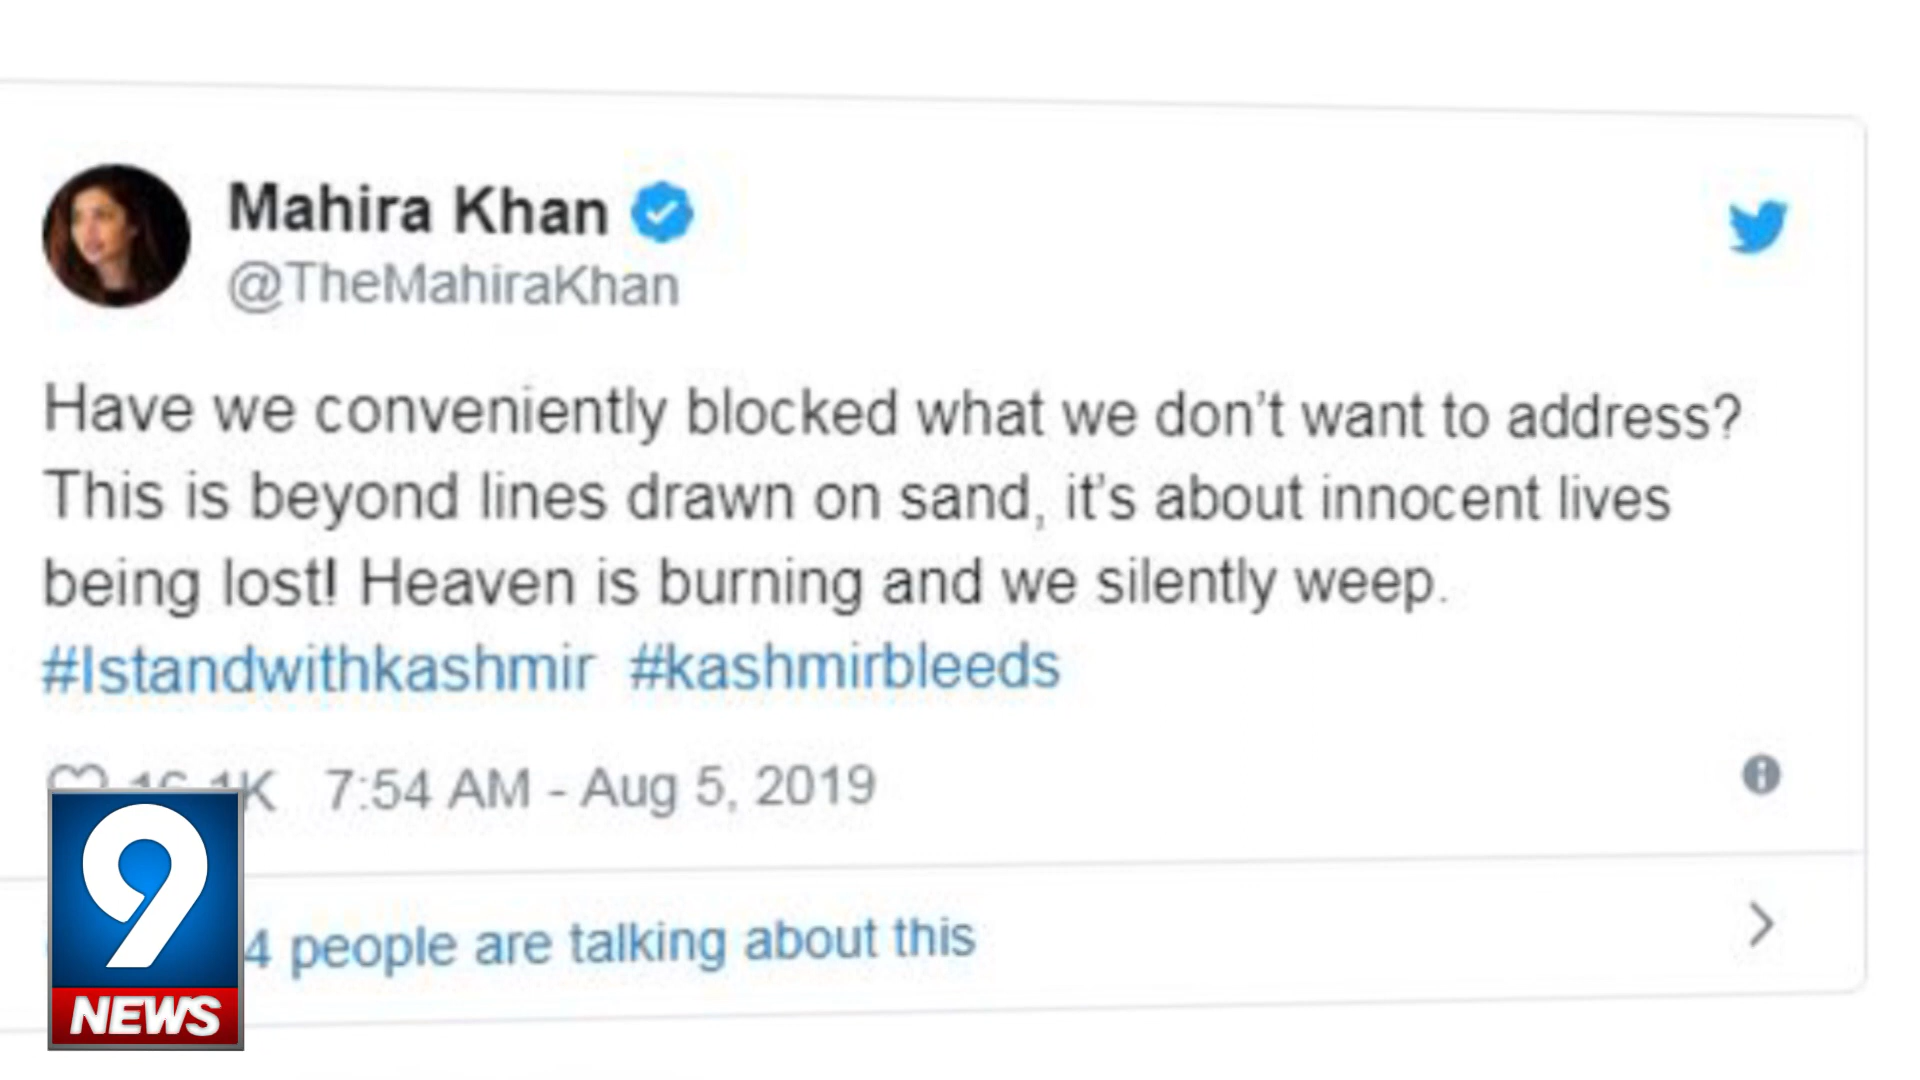 Mahira Khan
@TheMahiraKhan
Have we conveniently blocked what we don't want to address?
This is beyond lines drawn on sand, it's about innocent lives
being lost! Heaven is burning and we silently weep.
#Istandwithkashmir #kashmirbleeds
7:54 AM - Aug 5, 2019
4 people are talking about this
9
NEWS